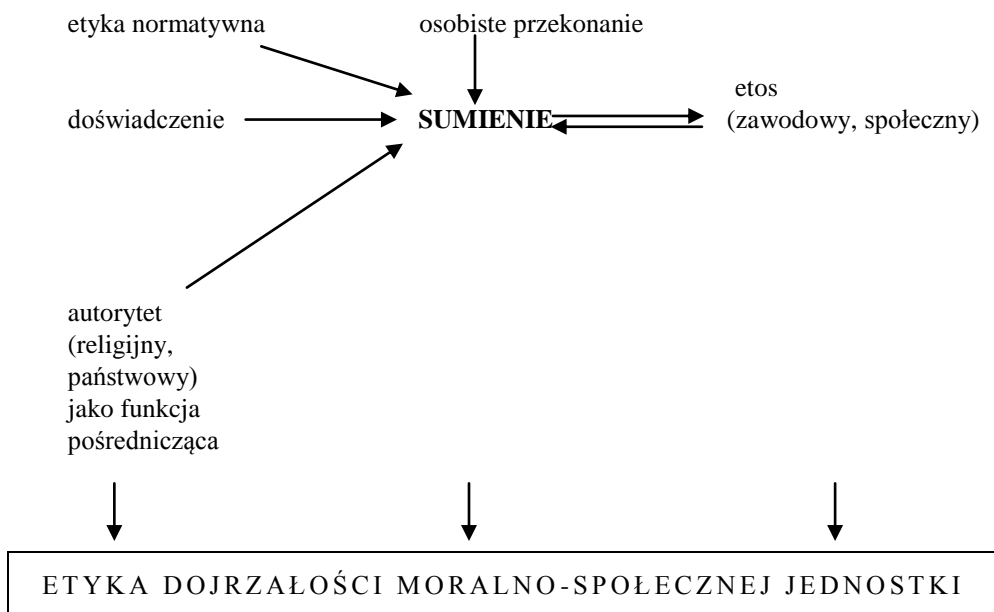 etyka normatywna
osobiste przekonanie
doświadczenie
SUMIENIE
etos
(zawodowy, społeczny)
autorytet
(religijny,
państwowy)
jako funkcja
pośrednicząca
ETYKA DOJRZAŁOŚCI MORALNO-SPOŁECZNEJ JEDNOSTKI